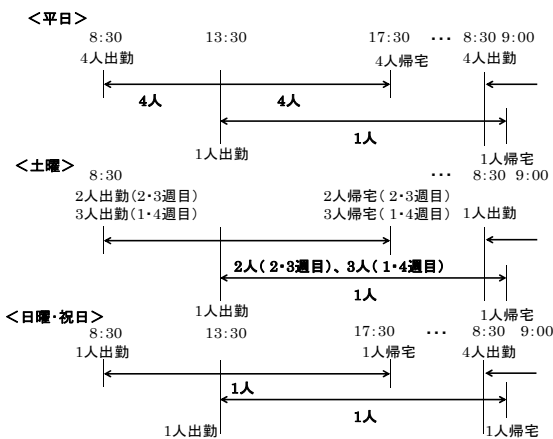 ＜平日＞
8:30 13:30 17:30 … 8:30 9:00
4人出勤 4人帰宅 4人出勤
4人 4人
1人
1人出勤 1人帰宅
＜土曜＞
8:30 … 8:30 9:00
2人出勤(2・3週目) 2人帰宅(2・3週目)
3人出勤(1・4週目) 3人帰宅(1・4週目) 1人出勤
2人(2・3週目)、3人(1・4週目)
1人
1人出勤 1人帰宅
＜日曜・祝日＞
8:30 13:30 17:30 … 8:30 9:00
1人出勤 1人帰宅 4人出勤
1人
1人
1人出勤 1人帰宅